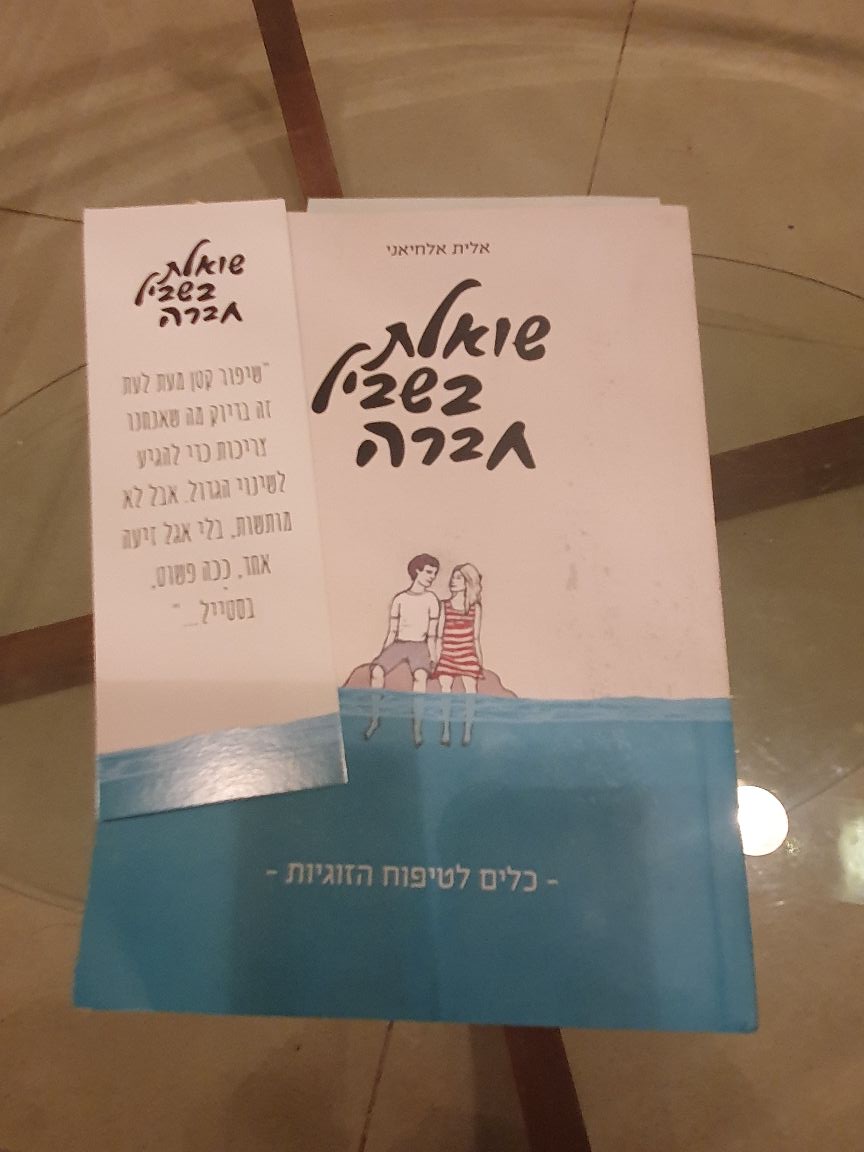 אלית אלחיאני
שואלת
בשביל
חברה
- כלים לטיפוח הזוגיות -
שואלת
בשביל
חברה
"שיפור קטן מעת לעת
זה בדיוק מה שאנחנו
צריכות כדי להגיע
לשינוי הגדול. אבל לא
מותשות, בלי אגל זיעה
אחד, ככה פשוט,
בסטייל..."